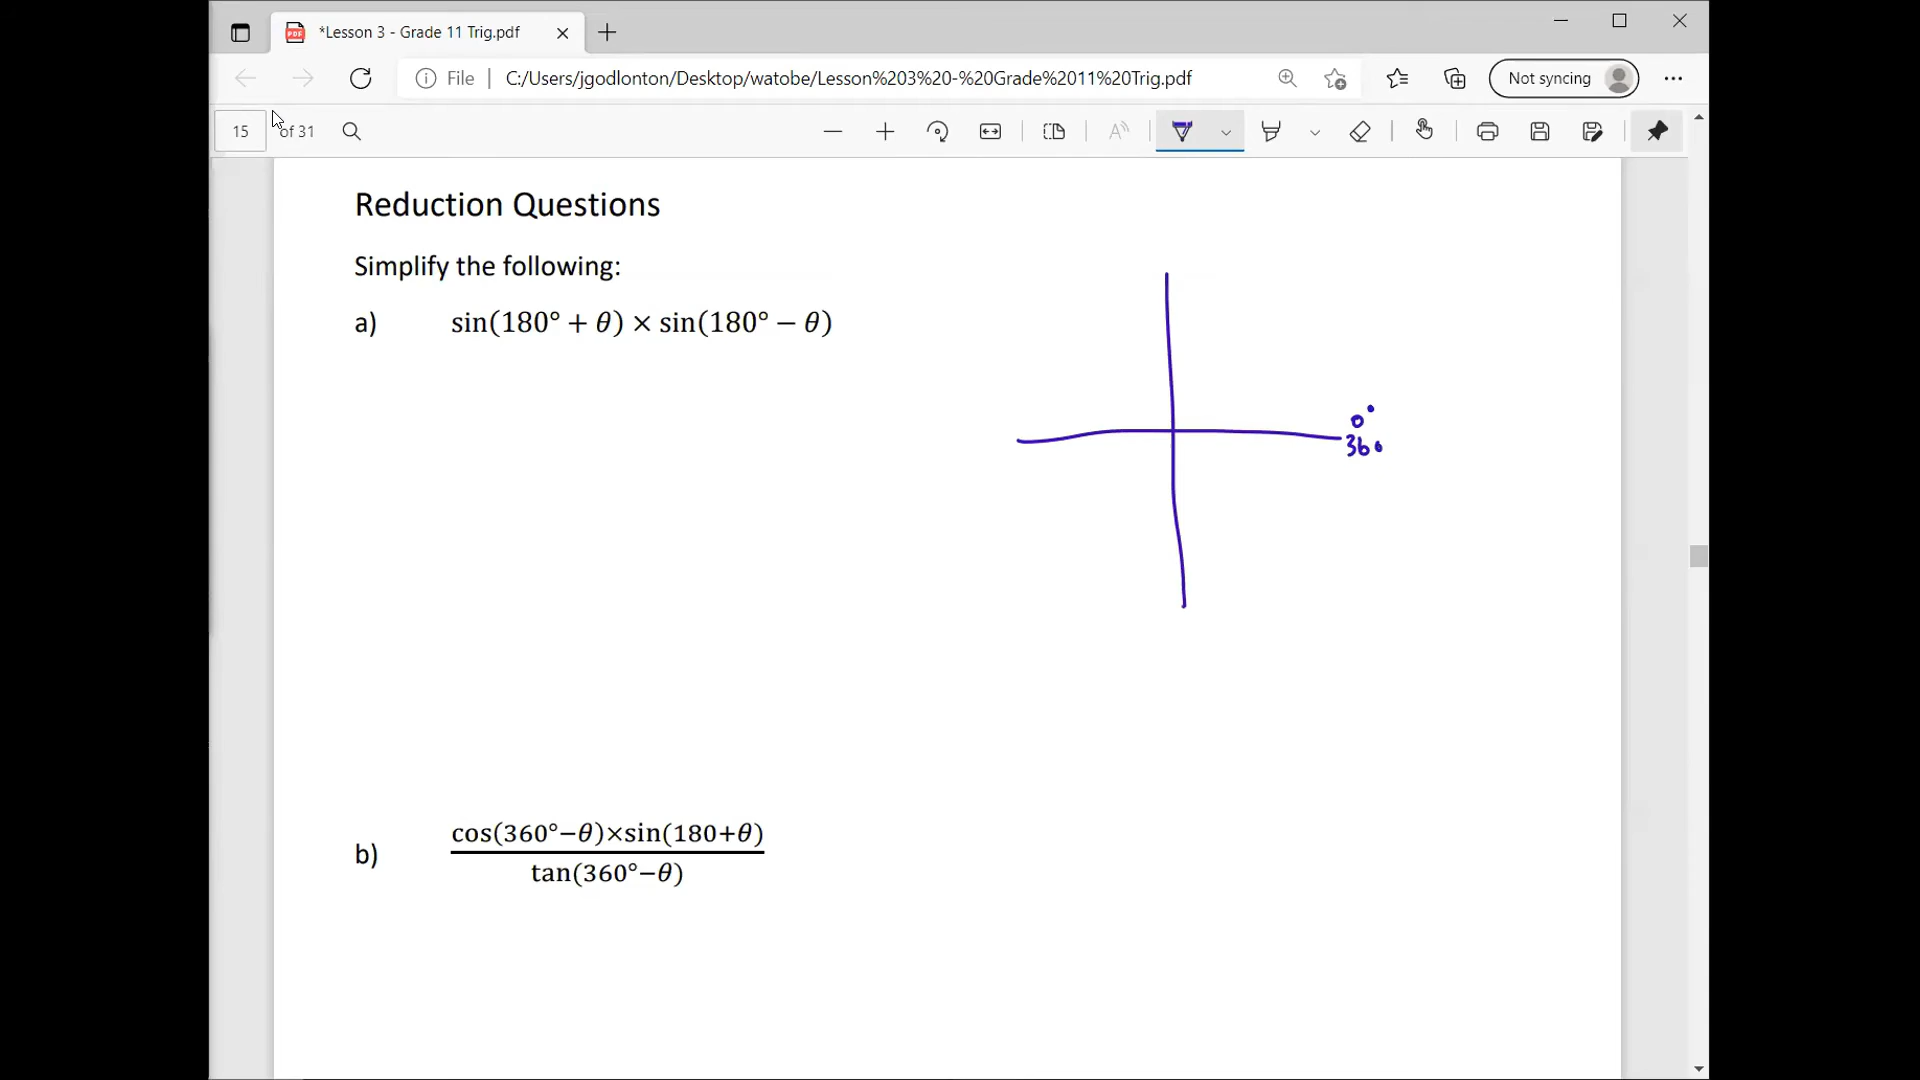 *Lesson 3 - Grade 11 Trig.pdf
File | C:/Users/jgodlonton/Desktop/watobe/Lesson%203%20-%20Grade%2011%20Trig.pdf
Not syncing
15 of 31
Reduction Questions
Simplify the following:
a) sin(180° + θ) × sin(180° − θ)
0°
360
b) cos(360°−θ)×sin(180+θ)
tan(360°−θ)